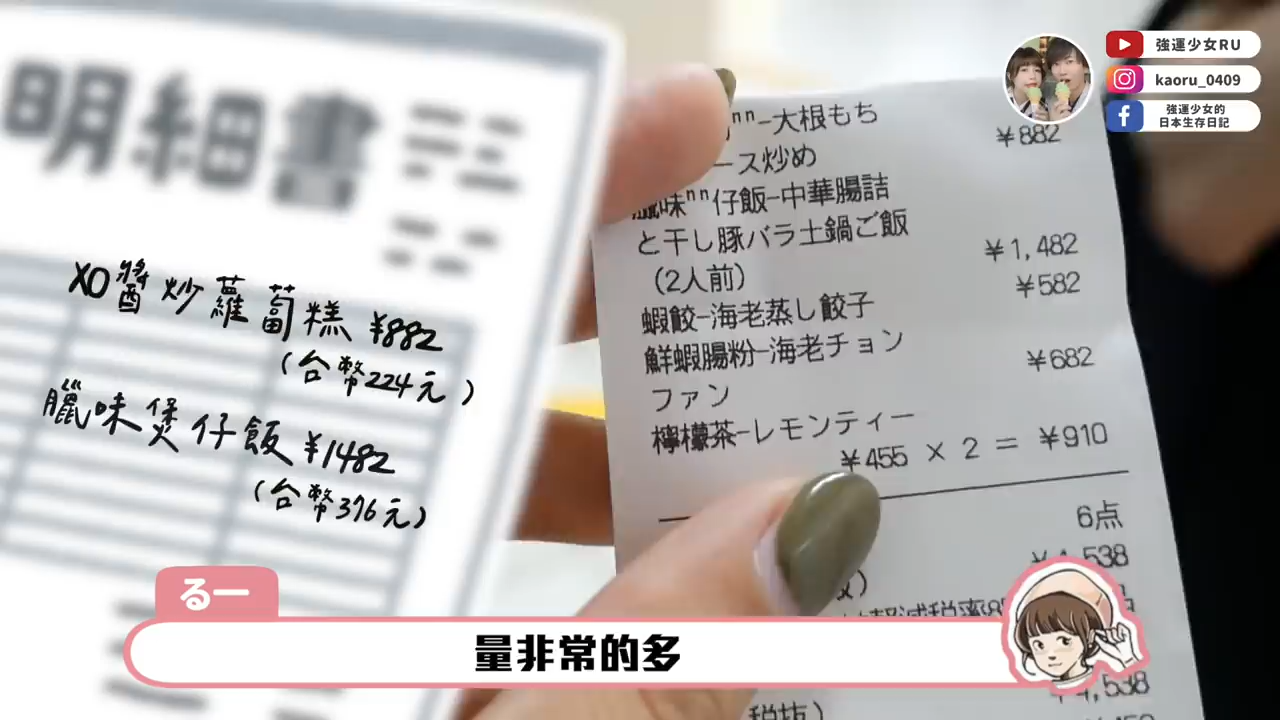 強運少女RU
kaoru_0409
強運少女的
日本生存日記
明細書
XO醬炒蘿蔔糕 ¥882
(台幣224元)
臘味煲仔飯 ¥1482
(台幣376元)
-大根もち
ース炒め
¥882
味""仔飯-中華腸詰
と干し豚バラ土鍋ご飯
(2人前)
¥1,482
蝦餃-海老蒸し餃子
¥582
鮮蝦腸粉-海老チョン
ファン
¥682
檸檬茶-レモンティー
¥455 × 2 = ¥910
6点
るー
量非常的多